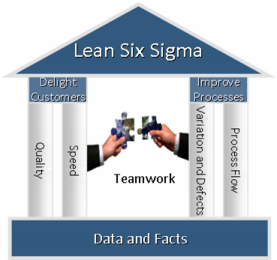 Lean Six Sigma
Delight
Customers
Improve
Processes
Quality
Speed
Teamwork
Variation and Defects
Process Flow
Data and Facts